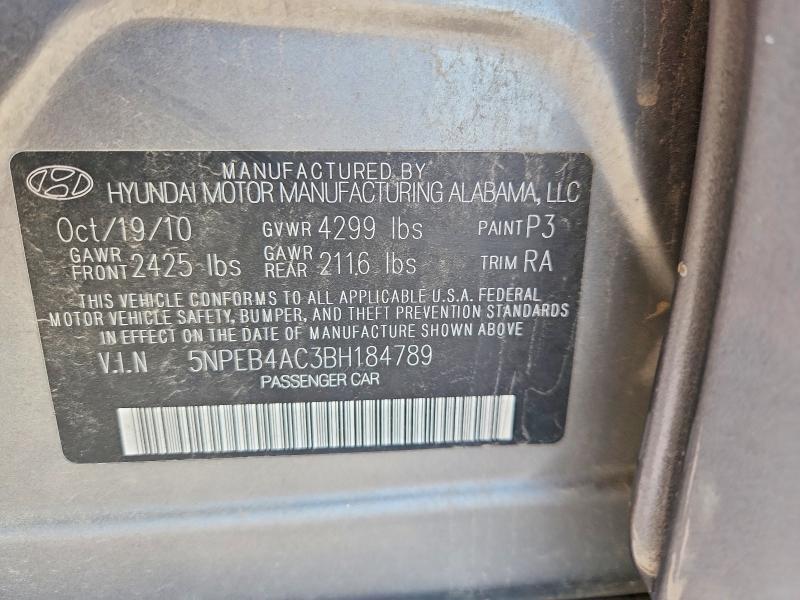 MANUFACTURED BY
HYUNDAI MOTOR MANUFACTURING ALABAMA, LLC
Oct/19/10 GVWR 4299 lbs PAINT P3
GAWR FRONT 2425 lbs GAWR REAR 2116 lbs TRIM RA
THIS VEHICLE CONFORMS TO ALL APPLICABLE U.S.A. FEDERAL
MOTOR VEHICLE SAFETY, BUMPER, AND THEFT PREVENTION STANDARDS
IN EFFECT ON THE DATE OF MANUFACTURE SHOWN ABOVE
V.I.N 5NPEB4AC3BH184789
PASSENGER CAR